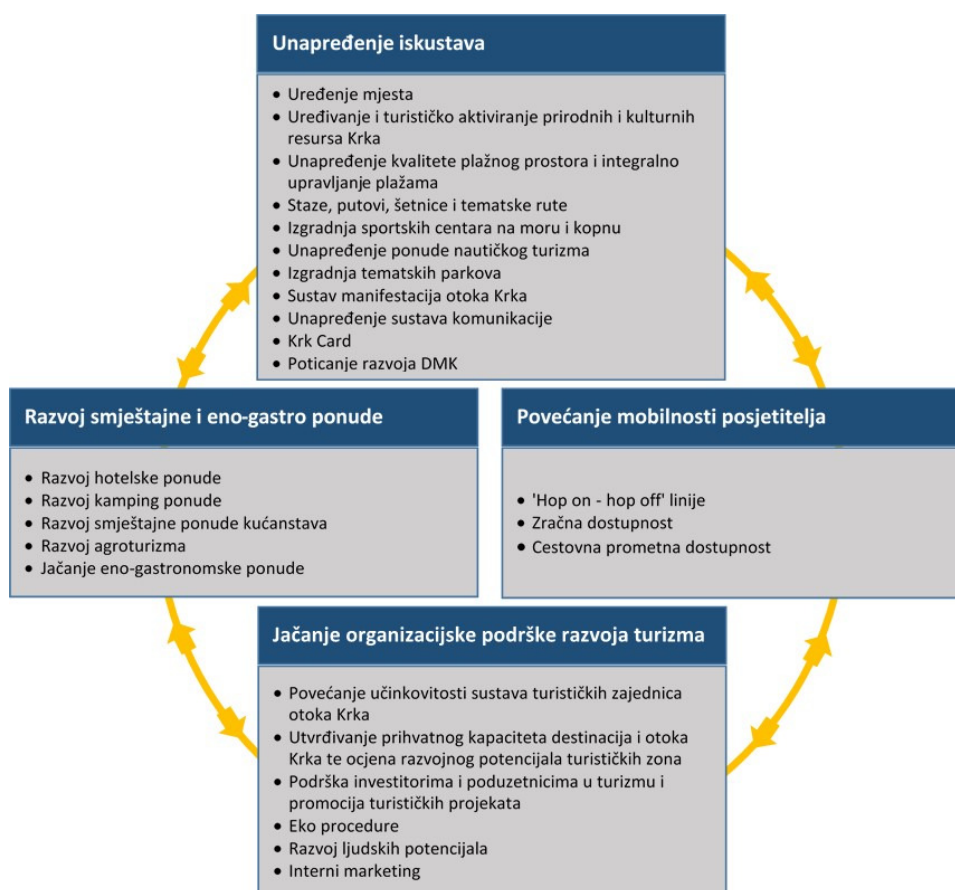 Unapređenje iskustava
• Uređenje mjesta
• Uređivanje i turističko aktiviranje prirodnih i kulturnih
resursa Krka
• Unapređenje kvalitete plažnog prostora i integralno
upravljanje plažama
• Staze, putovi, šetnice i tematske rute
• Izgradnja sportskih centara na moru i kopnu
• Unapređenje ponude nautičkog turizma
• Izgradnja tematskih parkova
• Sustav manifestacija otoka Krka
• Unapređenje sustava komunikacije
• Krk Card
• Poticanje razvoja DMK
Razvoj smještajne i eno-gastro ponude
• Razvoj hotelske ponude
• Razvoj kamping ponude
• Razvoj smještajne ponude kućanstava
• Razvoj agroturizma
• Jačanje eno-gastronomske ponude
Povećanje mobilnosti posjetitelja
• 'Hop on - hop off' linije
• Zračna dostupnost
• Cestovna prometna dostupnost
Jačanje organizacijske podrške razvoja turizma
• Povećanje učinkovitosti sustava turističkih zajednica
otoka Krka
• Utvrđivanje prihvatnog kapaciteta destinacija i otoka
Krka te ocjena razvojnog potencijala turističkih zona
• Podrška investitorima i poduzetnicima u turizmu i
promocija turističkih projekata
• Eko procedure
• Razvoj ljudskih potencijala
• Interni marketing